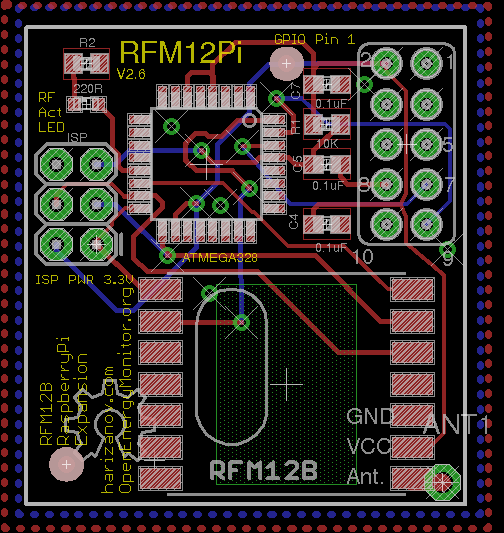 GPIO Pin 1
R2
RFM12Pi
V2.6
2
1
220R
C7
0.1uF
RF
Act
LED
R1
10K
ISP
5
C5
0.1uF
8
7
C4
0.1uF
ATMEGA328
10
9
ISP PWR 3.3V
RFM12B
RaspberryPi
Expansion
harizanov.com
OpenEnergyMonitor.org
GND
ANT1
VCC
RFM12B
Ant.